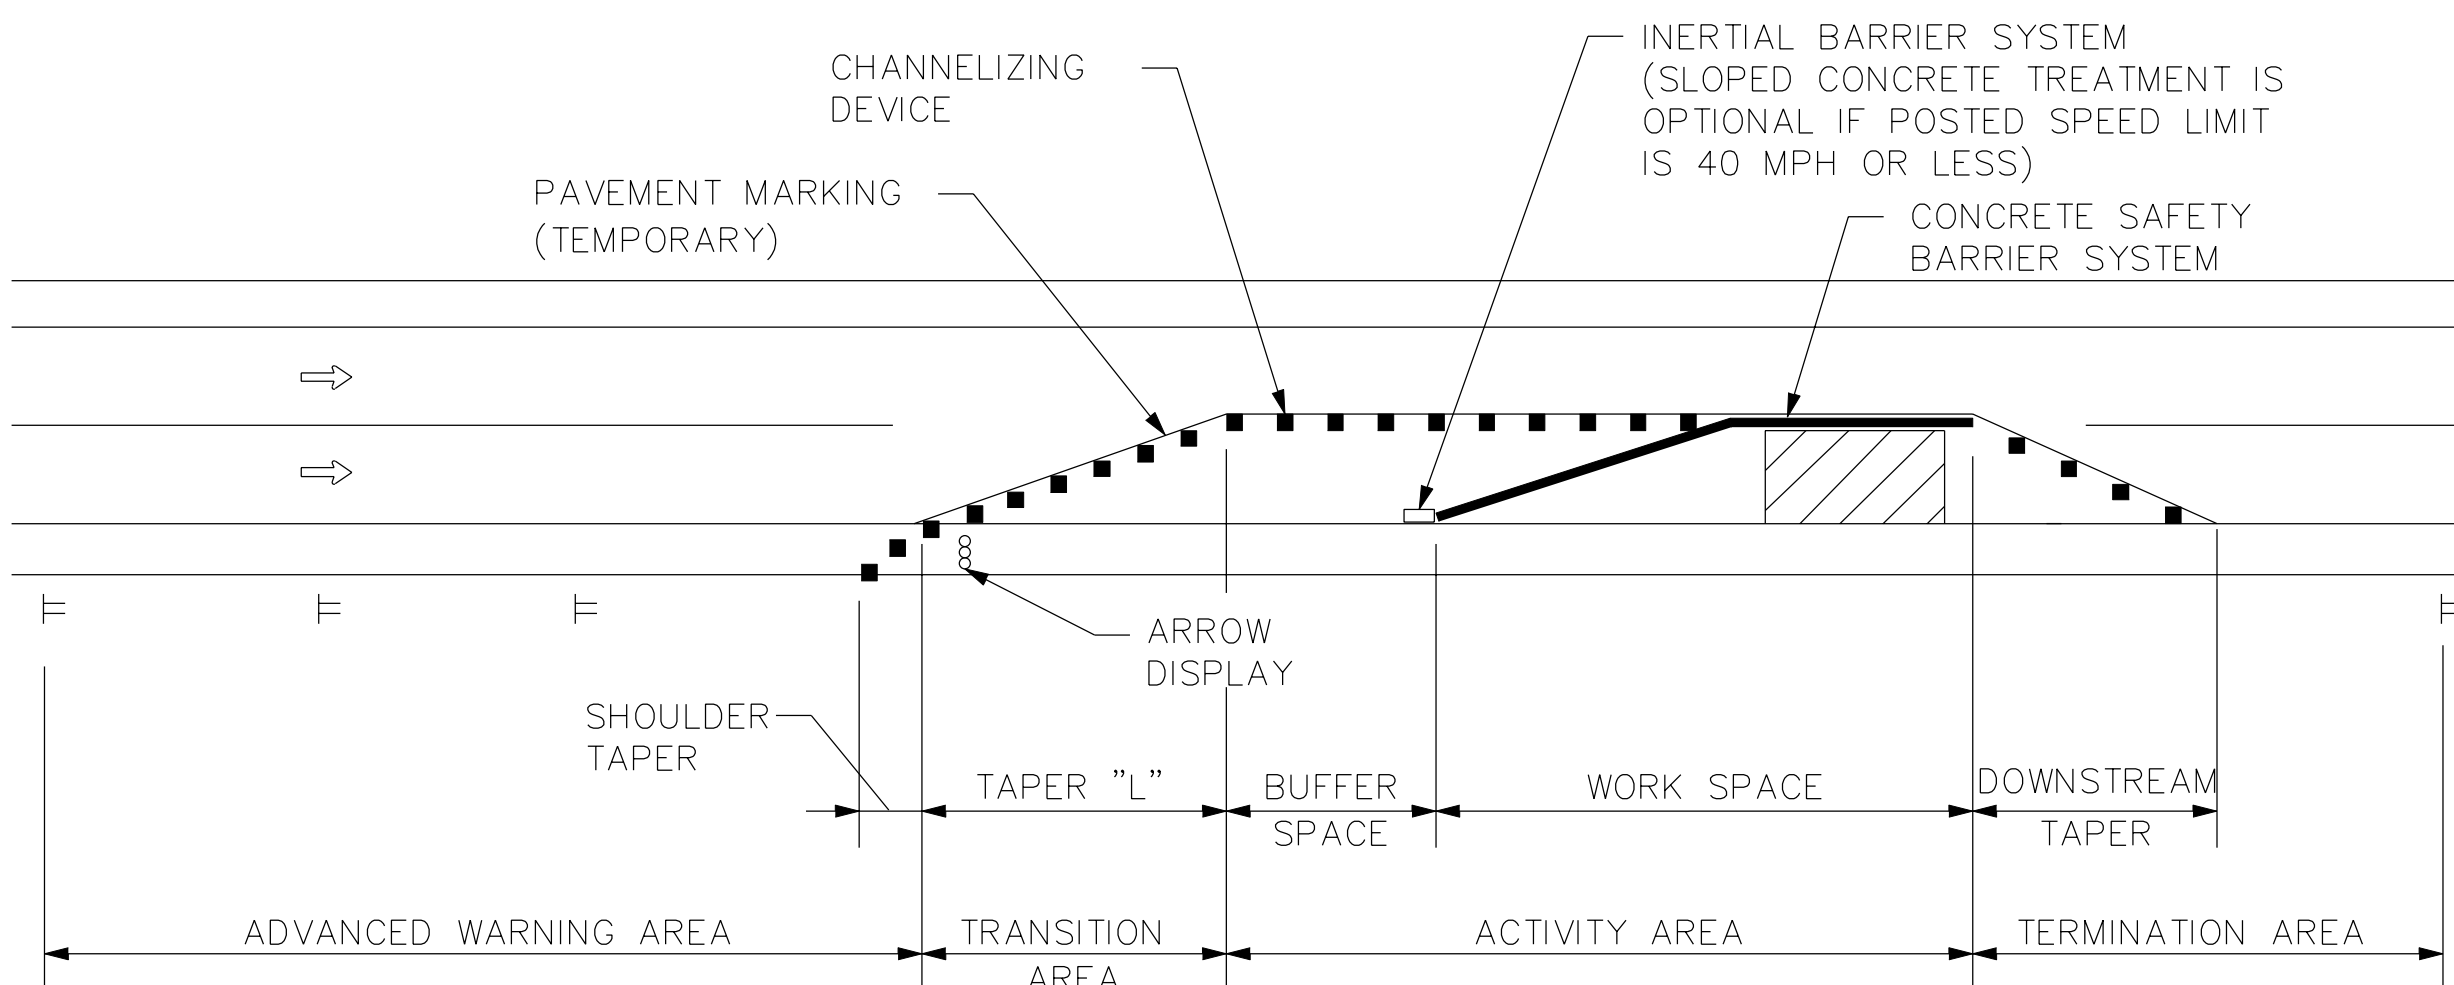 INERTIAL BARRIER SYSTEM
(SLOPED CONCRETE TREATMENT IS
OPTIONAL IF POSTED SPEED LIMIT
IS 40 MPH OR LESS)
CHANNELIZING
DEVICE
PAVEMENT MARKING
(TEMPORARY)
CONCRETE SAFETY
BARRIER SYSTEM
ARROW
DISPLAY
SHOULDER
TAPER
TAPER "L"
BUFFER
SPACE
WORK SPACE
DOWNSTREAM
TAPER
ADVANCED WARNING AREA
TRANSITION
AREA
ACTIVITY AREA
TERMINATION AREA